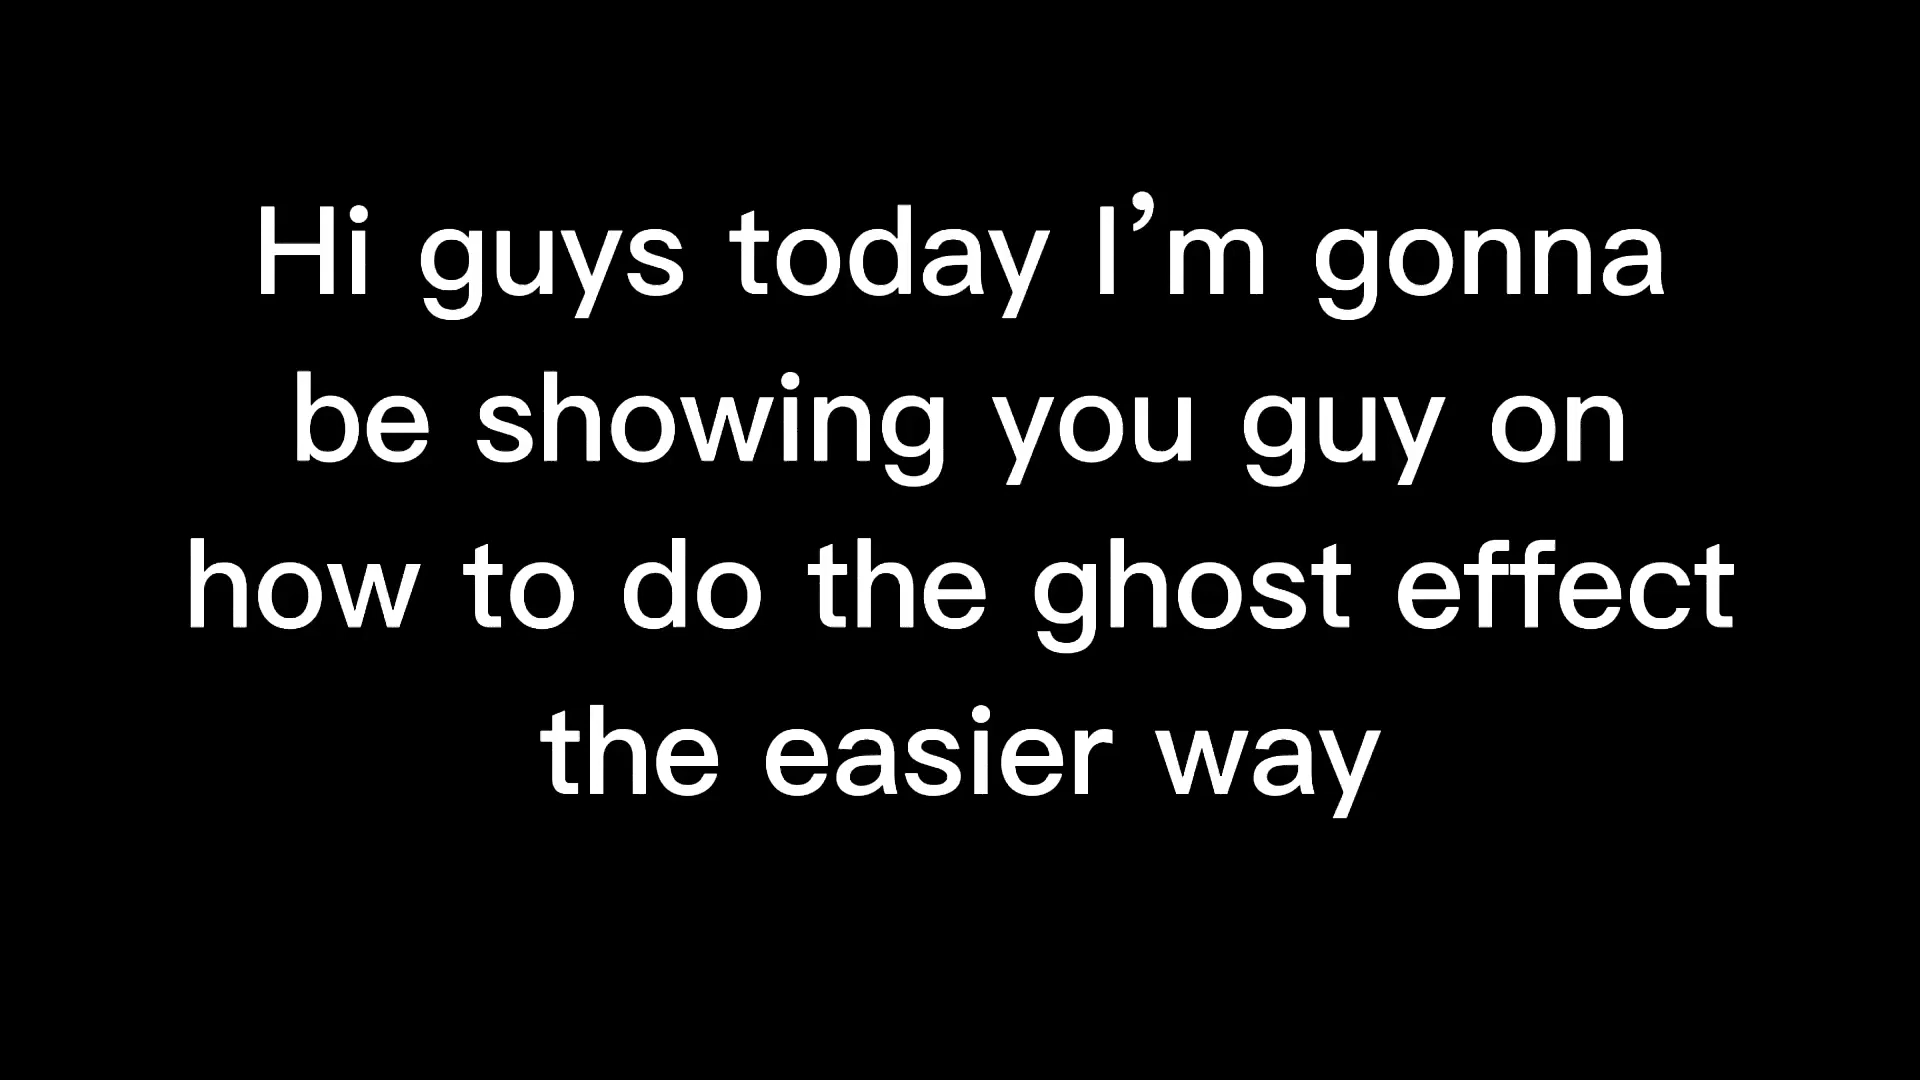 Hi guys today I’m gonna
be showing you guy on
how to do the ghost effect
the easier way